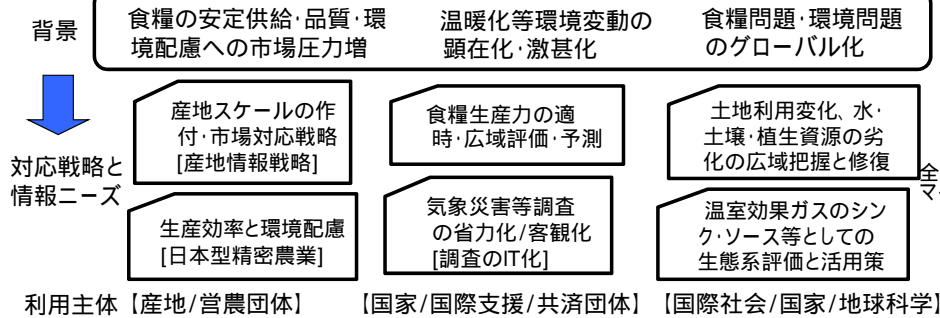 背景
食糧の安定供給･品質･環
境配慮への市場圧力増
温暖化等環境変動の
顕在化･激甚化
食糧問題･環境問題
のグローバル化
対応戦略と
情報ニーズ
産地スケールの作
付･市場対応戦略
[産地情報戦略]
食糧生産力の適
時･広域評価･予測
土地利用変化、水･
土壌･植生資源の劣
化の広域把握と修復
全
生産効率と環境配慮
[日本型精密農業]
気象災害等調査
の省力化/客観化
[調査のIT化]
温室効果ガスのシン
ク･ソース等としての
生態系評価と活用策
利用主体【産地/営農団体】
【国家/国際支援/共済団体】
【国際社会/国家/地球科学】